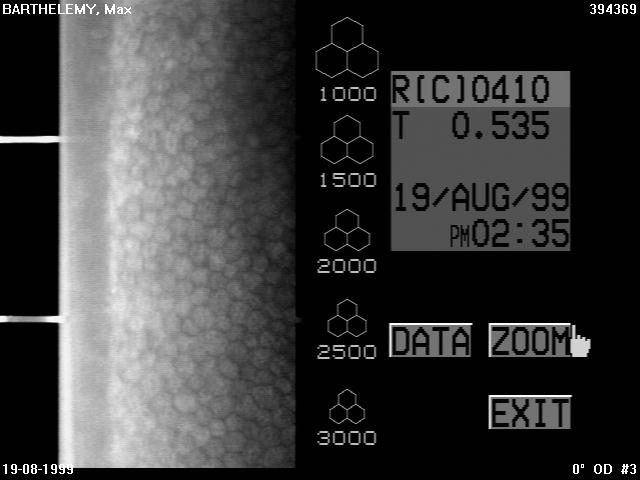 BARTHELEMY, Max
394369
1000
1500
2000
2500
3000
R[C]0410
T 0.535
19/AUG/99
PM02:35
DATA ZOOM
EXIT
19-08-1999
0° OD #3